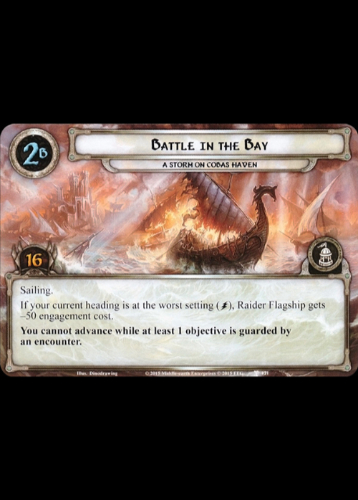 2B
BATTLE IN THE BAY
A STORM ON COBAS HAVEN
16
Sailing.
If your current heading is at the worst setting ( ), Raider Flagship gets
–50 engagement cost.
You cannot advance while at least 1 objective is guarded by
an encounter.
Illus.